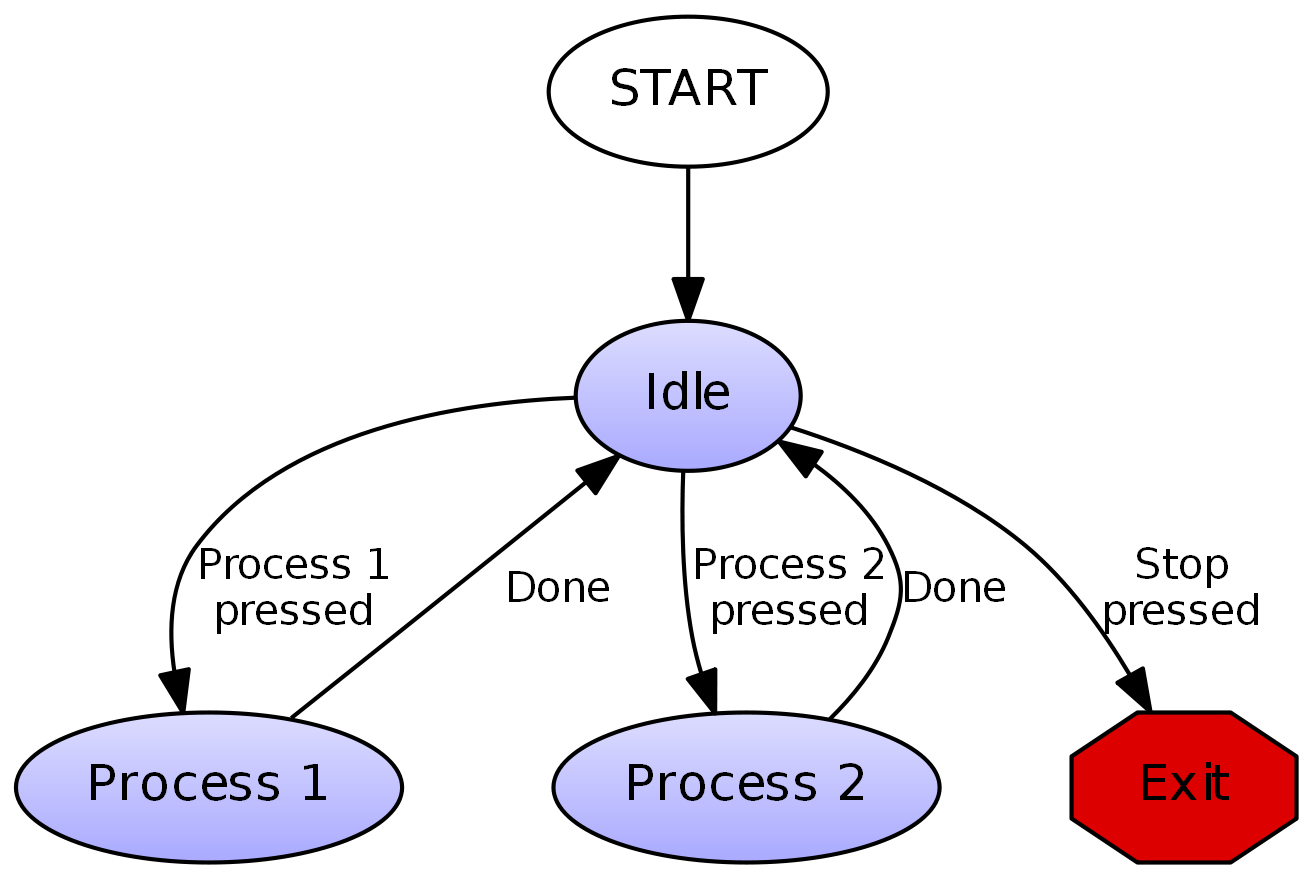 START
Idle
Process 1
pressed
Done
Process 2
pressed
Done
Stop
pressed
Process 1
Process 2
Exit